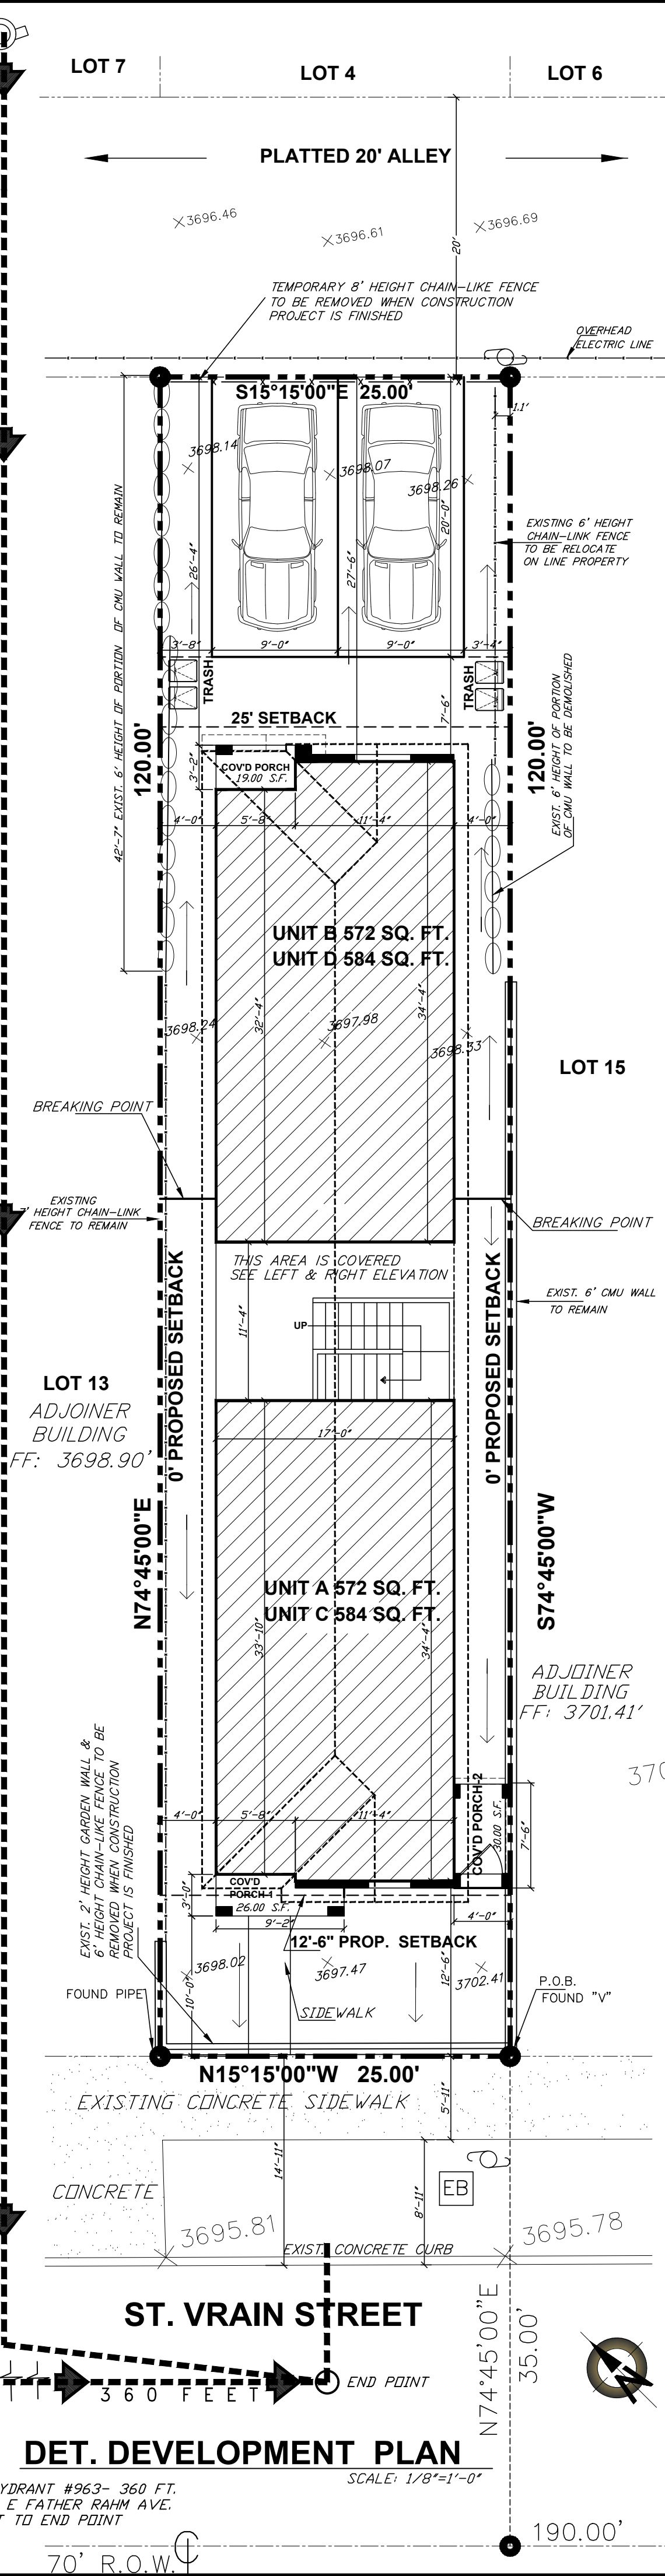 LOT 7
LOT 4
LOT 6
PLATTED 20' ALLEY
3696.46
3696.61
3696.69
20'
TEMPORARY 8' HEIGHT CHAIN-LIKE FENCE
TO BE REMOVED WHEN CONSTRUCTION
PROJECT IS FINISHED
OVERHEAD
ELECTRIC LINE
S15°15'00"E 25.00'
1.1'
3698.14
3698.07
3698.26
20'-0"
26'-4"
27'-6"
42'-7" EXIST. 6' HEIGHT OF PORTION OF CMU WALL TO REMAIN
EXISTING 6' HEIGHT
CHAIN-LINK FENCE
TO BE RELOCATE
ON LINE PROPERTY
3'-8"
9'-0"
9'-0"
3'-4"
TRASH
TRASH
7'-6"
25' SETBACK
120.00'
120.00'
EXIST. 6' HEIGHT OF PORTION
OF CMU WALL TO BE DEMOLISHED
3'-2"
COV'D PORCH
19.00 S.F.
4'-0"
5'-8"
11'-4"
4'-0"
UNIT B 572 SQ. FT.
UNIT D 584 SQ. FT.
32'-4"
34'-4"
3698.24
3697.98
3698.33
LOT 15
BREAKING POINT
EXISTING
7' HEIGHT CHAIN-LINK
FENCE TO REMAIN
BREAKING POINT
THIS AREA IS COVERED
SEE LEFT & RIGHT ELEVATION
0' PROPOSED SETBACK
0' PROPOSED SETBACK
EXIST. 6' CMU WALL
TO REMAIN
11'-4"
UP
LOT 13
ADJOINER
BUILDING
FF: 3698.90'
17'-0"
N74°45'00"E
S74°45'00"W
UNIT A 572 SQ. FT.
UNIT C 584 SQ. FT.
33'-10"
34'-4"
ADJOINER
BUILDING
FF: 3701.41'
370
EXIST. 2' HEIGHT GARDEN WALL &
6' HEIGHT CHAIN-LIKE FENCE TO BE
REMOVED WHEN CONSTRUCTION
PROJECT IS FINISHED
4'-0"
5'-8"
11'-4"
COV'D PORCH-2
30.00 S.F.
7'-6"
COV'D
PORCH-1
26.00 S.F.
3'-0"
9'-2"
4'-0"
12'-6" PROP. SETBACK
12'-6"
10'-0"
3698.02
3697.47
3702.41
FOUND PIPE
SIDEWALK
P.O.B.
FOUND "V"
N15°15'00"W 25.00'
EXISTING CONCRETE SIDEWALK
5'-11"
14'-11"
8'-11"
CONCRETE
EB
3695.81
3695.78
EXIST. CONCRETE CURB
ST. VRAIN STREET
N74°45'00"E
35.00'
360 FEET
END POINT
N
DET. DEVELOPMENT PLAN
SCALE: 1/8"=1'-0"
YDRANT #963- 360 FT.
E FATHER RAHM AVE.
T TO END POINT
190.00'
70' R.O.W.